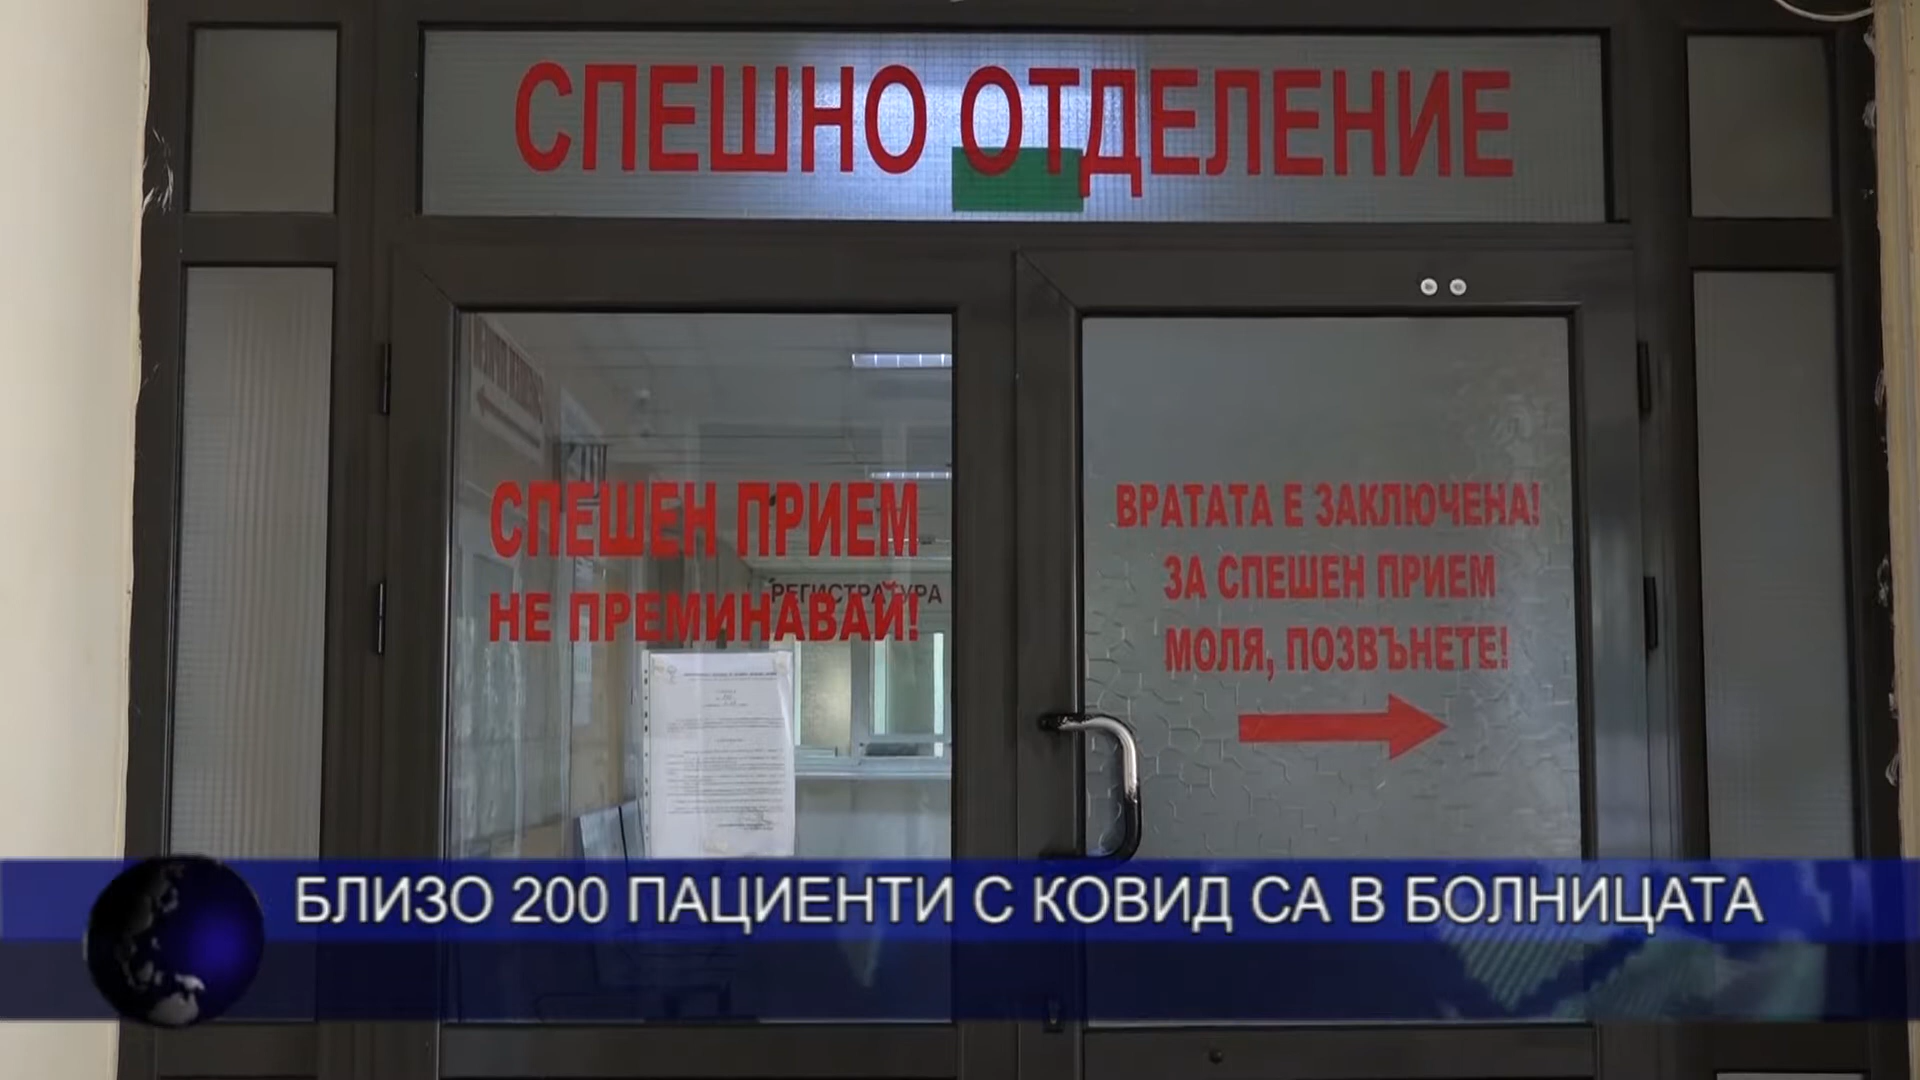 СПЕШНО ОТДЕЛЕНИЕ
СПЕШЕН ПРИЕМ
НЕ ПРЕМИНАВАЙ!
РЕГИСТРАТУРА
ВРАТАТА Е ЗАКЛЮЧЕНА!
ЗА СПЕШЕН ПРИЕМ
МОЛЯ, ПОЗВЪНЕТЕ!
БЛИЗО 200 ПАЦИЕНТИ С КОВИД СА В БОЛНИЦАТА